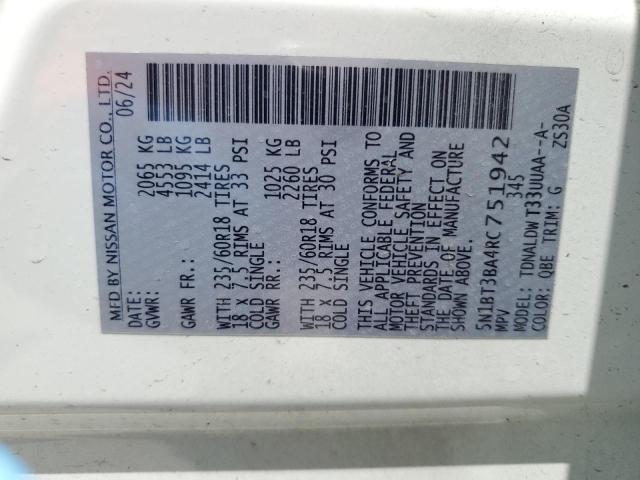 MFD BY NISSAN MOTOR CO., LTD.
DATE: 06/24
GVWR: 2065 KG
4553 LB
GAWR FR.: 1095 KG
2414 LB
WITH 235/60R18 TIRES
18 x 7.5 RIMS AT 33 PSI
COLD SINGLE
GAWR RR.: 1025 KG
2260 LB
WITH 235/60R18 TIRES
18 x 7.5 RIMS AT 30 PSI
COLD SINGLE
THIS VEHICLE CONFORMS TO
ALL APPLICABLE FEDERAL
MOTOR VEHICLE SAFETY AND
THEFT PREVENTION
STANDARDS IN EFFECT ON
THE DATE OF MANUFACTURE
SHOWN ABOVE.
5N1BT3BA4RC751942
MPV 345
MODEL: TDNALDWT33UUAA--A-
COLOR: QBE TRIM: G ZS30A